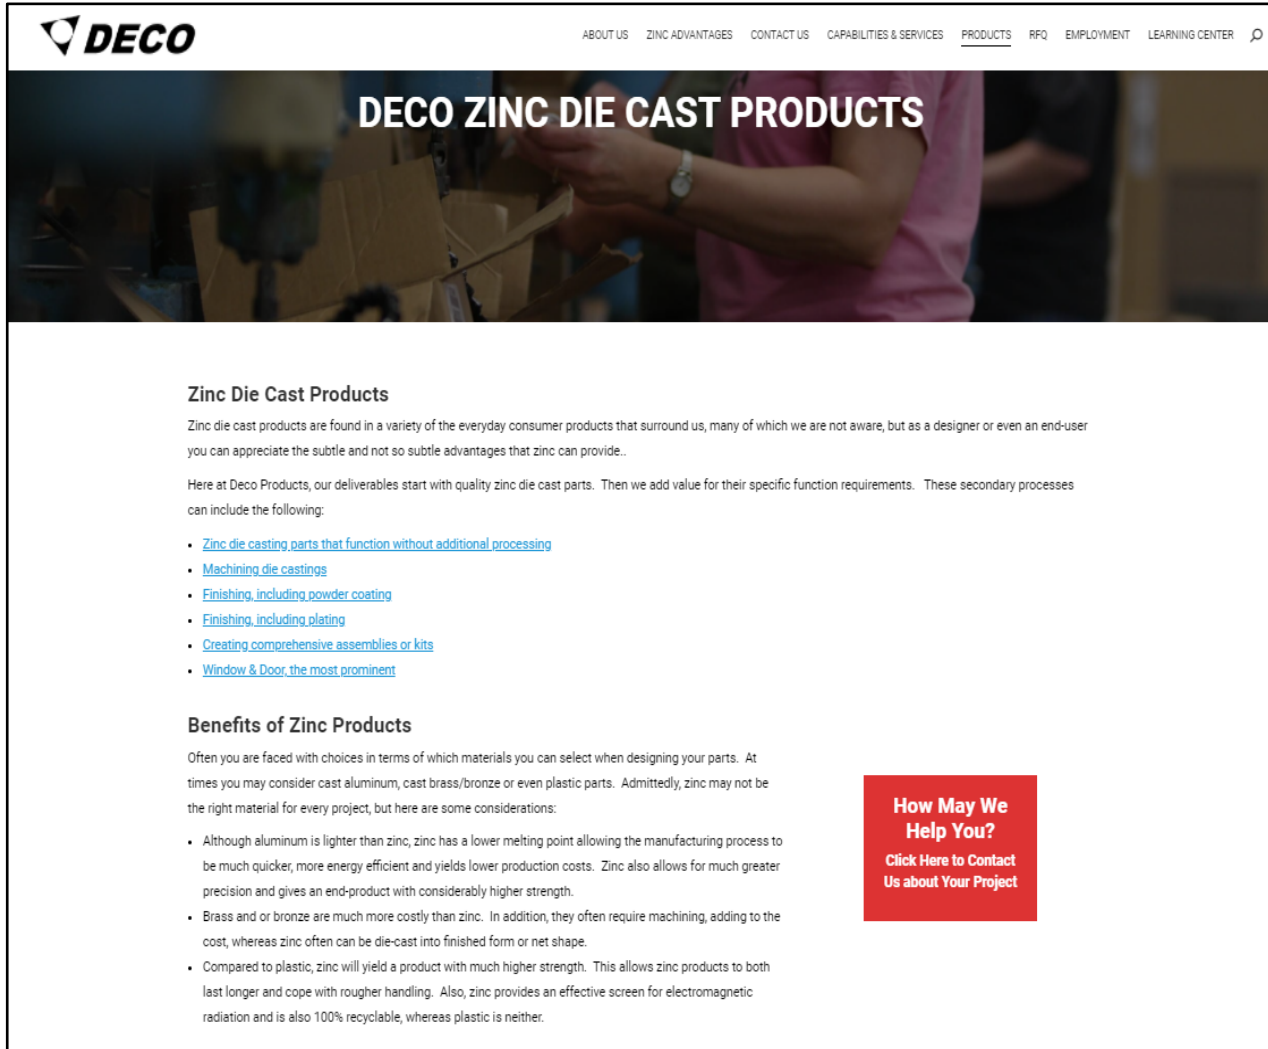 DECO
ABOUT US ZINC ADVANTAGES CONTACT US CAPABILITIES & SERVICES PRODUCTS RFQ EMPLOYMENT LEARNING CENTER
DECO ZINC DIE CAST PRODUCTS
Zinc Die Cast Products
Zinc die cast products are found in a variety of the everyday consumer products that surround us, many of which we are not aware, but as a designer or even an end-user
you can appreciate the subtle and not so subtle advantages that zinc can provide..
Here at Deco Products, our deliverables start with quality zinc die cast parts. Then we add value for their specific function requirements. These secondary processes
can include the following:
• Zinc die casting parts that function without additional processing
• Machining die castings
• Finishing, including powder coating
• Finishing, including plating
• Creating comprehensive assemblies or kits
• Window & Door, the most prominent
Benefits of Zinc Products
Often you are faced with choices in terms of which materials you can select when designing your parts. At
times you may consider cast aluminum, cast brass/bronze or even plastic parts. Admittedly, zinc may not be
the right material for every project, but here are some considerations:
• Although aluminum is lighter than zinc, zinc has a lower melting point allowing the manufacturing process to
be much quicker, more energy efficient and yields lower production costs. Zinc also allows for much greater
precision and gives an end-product with considerably higher strength.
• Brass and or bronze are much more costly than zinc. In addition, they often require machining, adding to the
cost, whereas zinc often can be die-cast into finished form or net shape.
• Compared to plastic, zinc will yield a product with much higher strength. This allows zinc products to both
last longer and cope with rougher handling. Also, zinc provides an effective screen for electromagnetic
radiation and is also 100% recyclable, whereas plastic is neither.
How May We
Help You?
Click Here to Contact
Us about Your Project